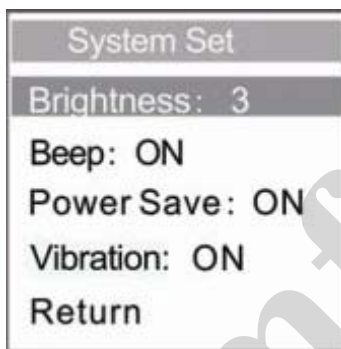 System Set
Brightness: 3
Beep: ON
Power Save: ON
Vibration: ON
Return